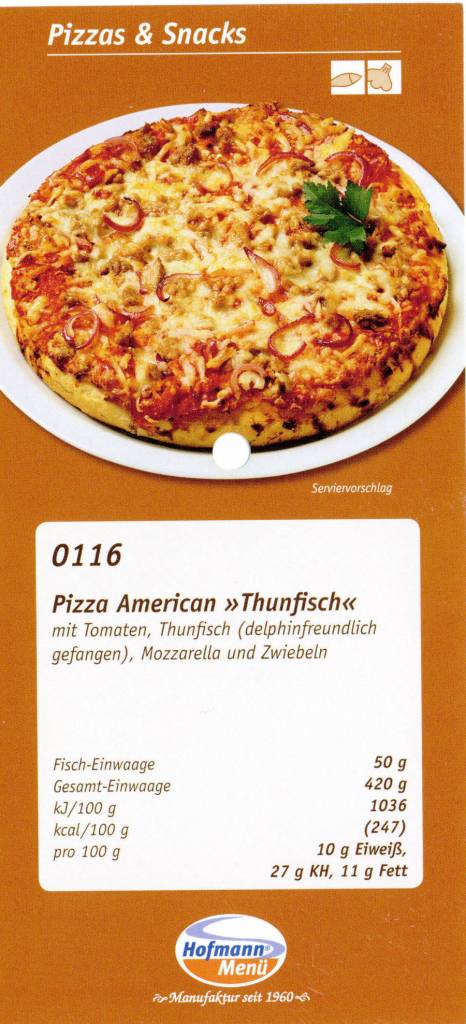 Pizzas & Snacks
Serviervorschlag
0116
Pizza American »Thunfisch«
mit Tomaten, Thunfisch (delphinfreundlich
gefangen), Mozzarella und Zwiebeln
Fisch-Einwaage 50 g
Gesamt-Einwaage 420 g
kJ/100 g 1036
kcal/100 g (247)
pro 100 g 10 g Eiweiß,
27 g KH, 11 g Fett
Hofmann®
Menü
Manufaktur seit 1960